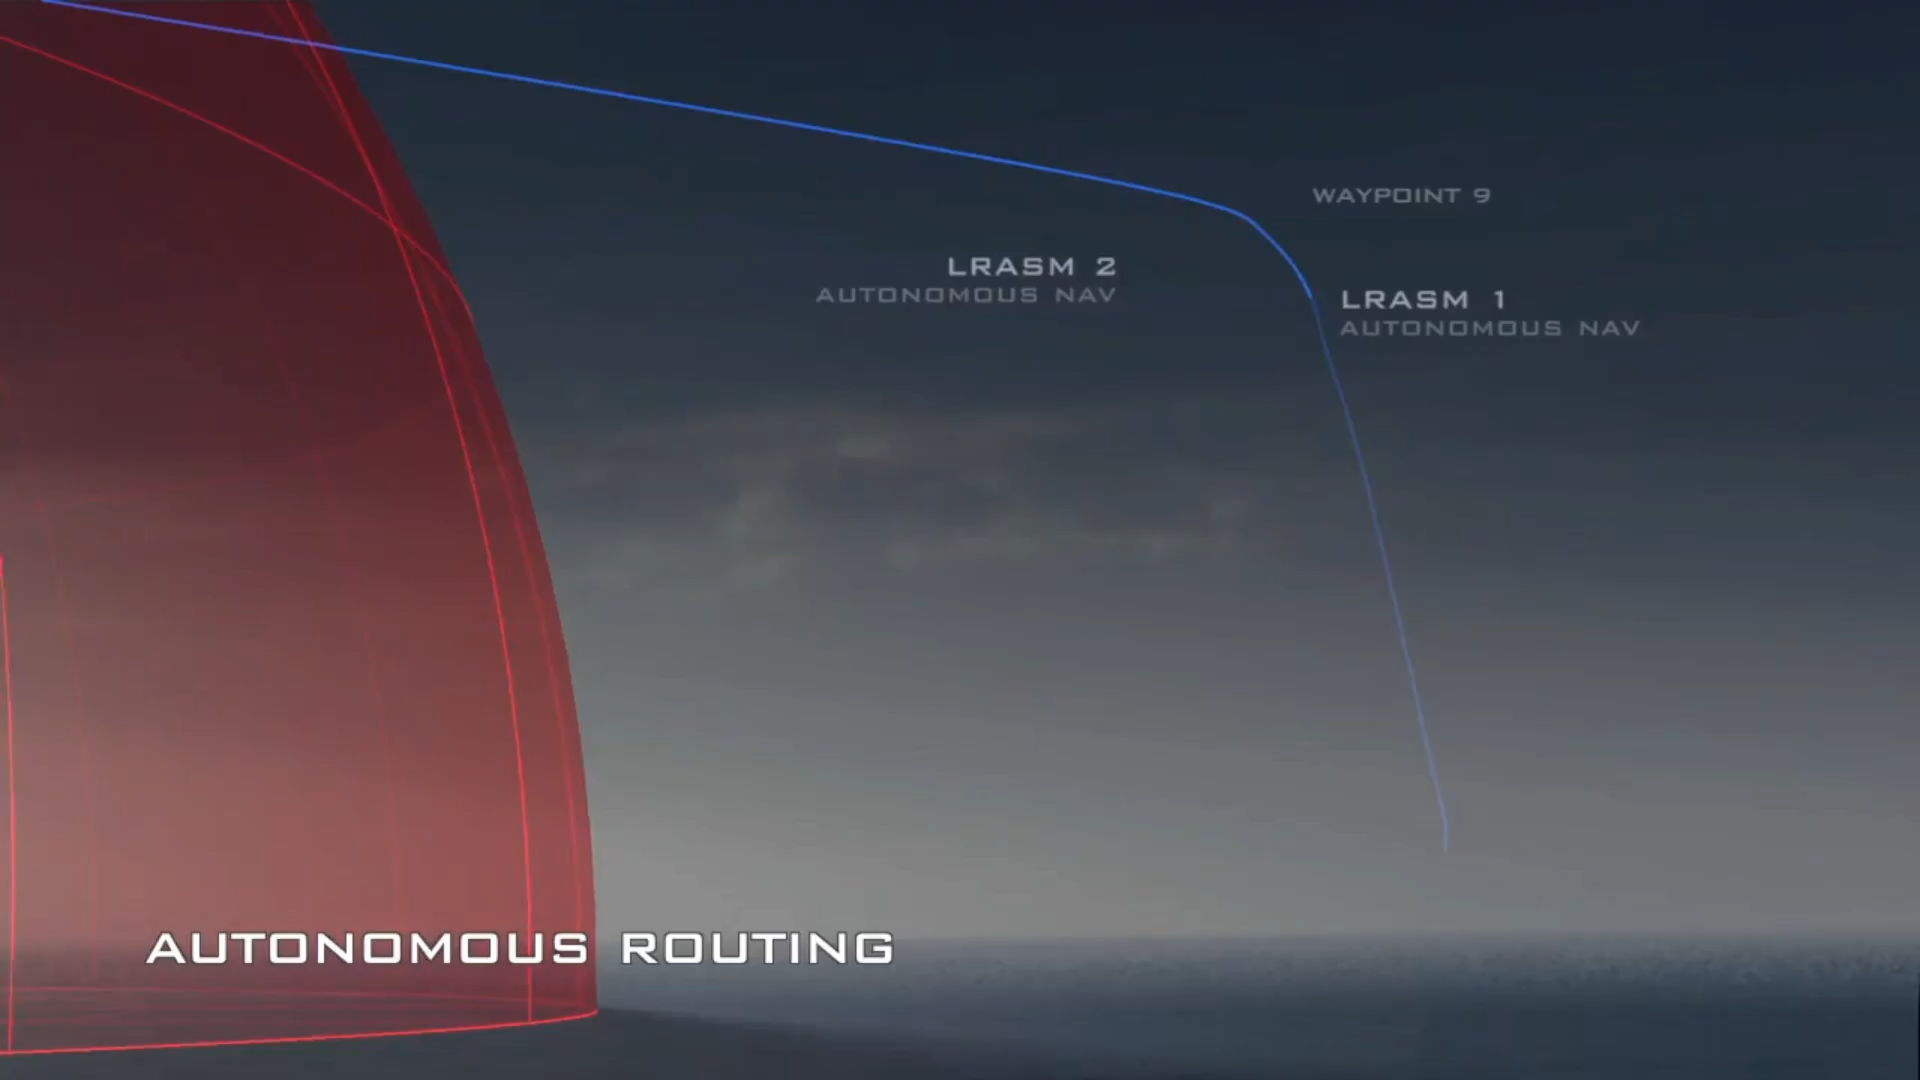 WAYPOINT 9
LRASM 2
AUTONOMOUS NAV
LRASM 1
AUTONOMOUS NAV
AUTONOMOUS ROUTING